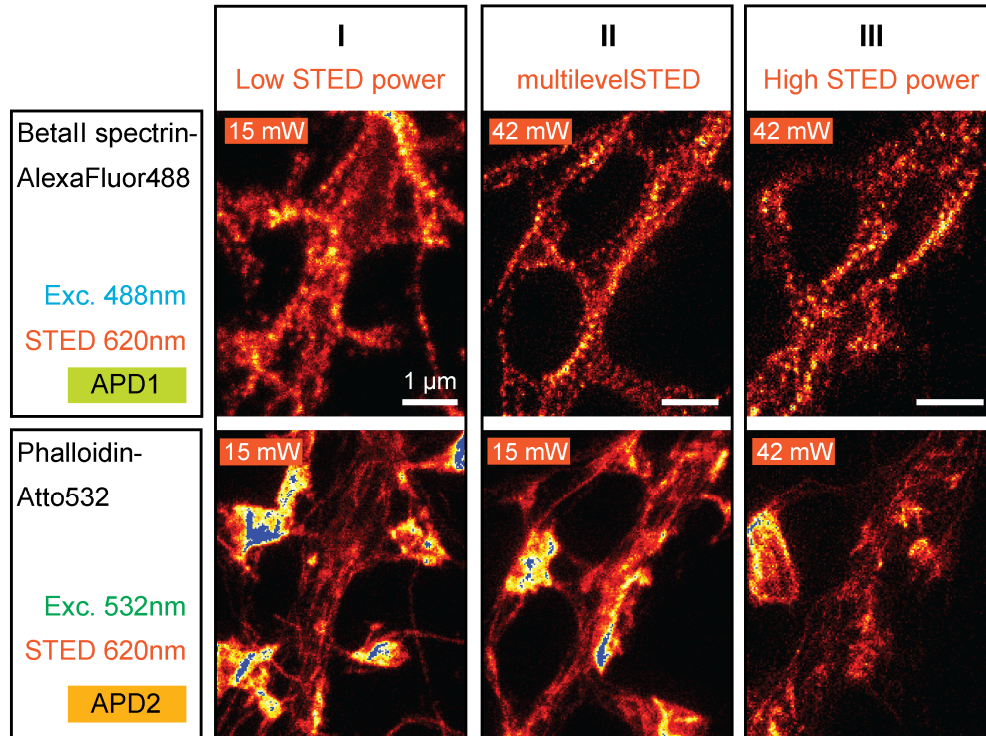 I
II
III
Low STED power
multilevelSTED
High STED power
BetaII spectrin-
AlexaFluor488
Exc. 488nm
STED 620nm
APD1
15 mW
42 mW
42 mW
1 µm
Phalloidin-
Atto532
Exc. 532nm
STED 620nm
APD2
15 mW
15 mW
42 mW